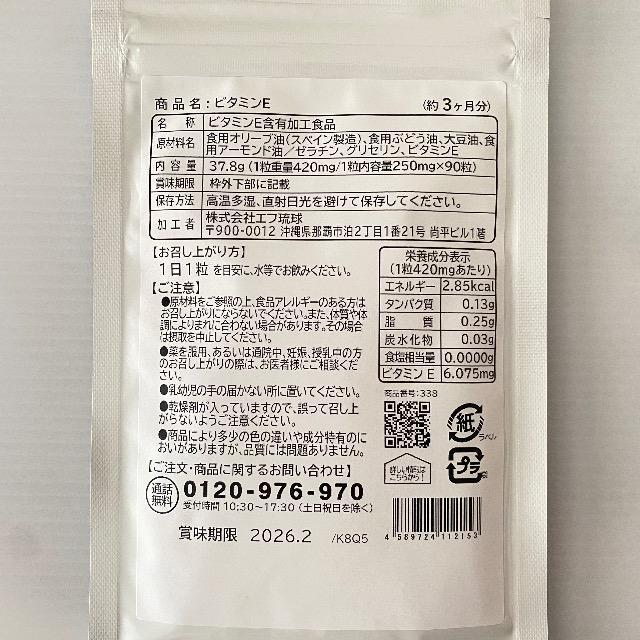 商品名：ビタミンE (約3ヶ月分)
名称 ビタミンE含有加工食品
原材料名 食用オリーブ油(スペイン製造)、食用ぶどう油、大豆油、食
用アーモンド油／ゼラチン、グリセリン、ビタミンE
内容量 37.8g (1粒重量420mg/1粒内容量250mg×90粒)
賞味期限 枠外下部に記載
保存方法 高温多湿、直射日光を避けて保存してください。
加工者 株式会社エフ琉球
〒900-0012 沖縄県那覇市泊2丁目1番21号 尚平ビル1階
【お召し上がり方】
1日1粒を目安に、水等でお飲みください。
【ご注意】
●原材料をご参照の上、食品アレルギーのある方は
お召し上がりにならないでください。また、体質や体
調によりまれに合わない場合があります。その場合
は摂取を中止してください。
●薬を服用、あるいは通院中、妊娠、授乳中の方
のお召し上がりの際は、お医者様にご相談くだ
さい。
●乳幼児の手の届かない所に置いてください。
●乾燥剤が入っていますので、誤って召し上
がらないようご注意ください。
●商品により多少の色の違いや成分特有のに
おいがありますが、品質には問題ありません。
栄養成分表示
(1粒420mgあたり)
エネルギー 2.85kcal
タンパク質 0.13g
脂質 0.25g
炭水化物 0.03g
食塩相当量 0.0000g
ビタミンE 6.075mg
商品番号:338
詳しい情報は
こちらから！
紙
ラベル
プラ
袋
【ご注文・商品に関するお問い合わせ】
通話
無料 0120-976-970
受付時間 10:30～17:30 (土日祝日を除く)
賞味期限 2026.2 /K8Q5
4 589724 112153